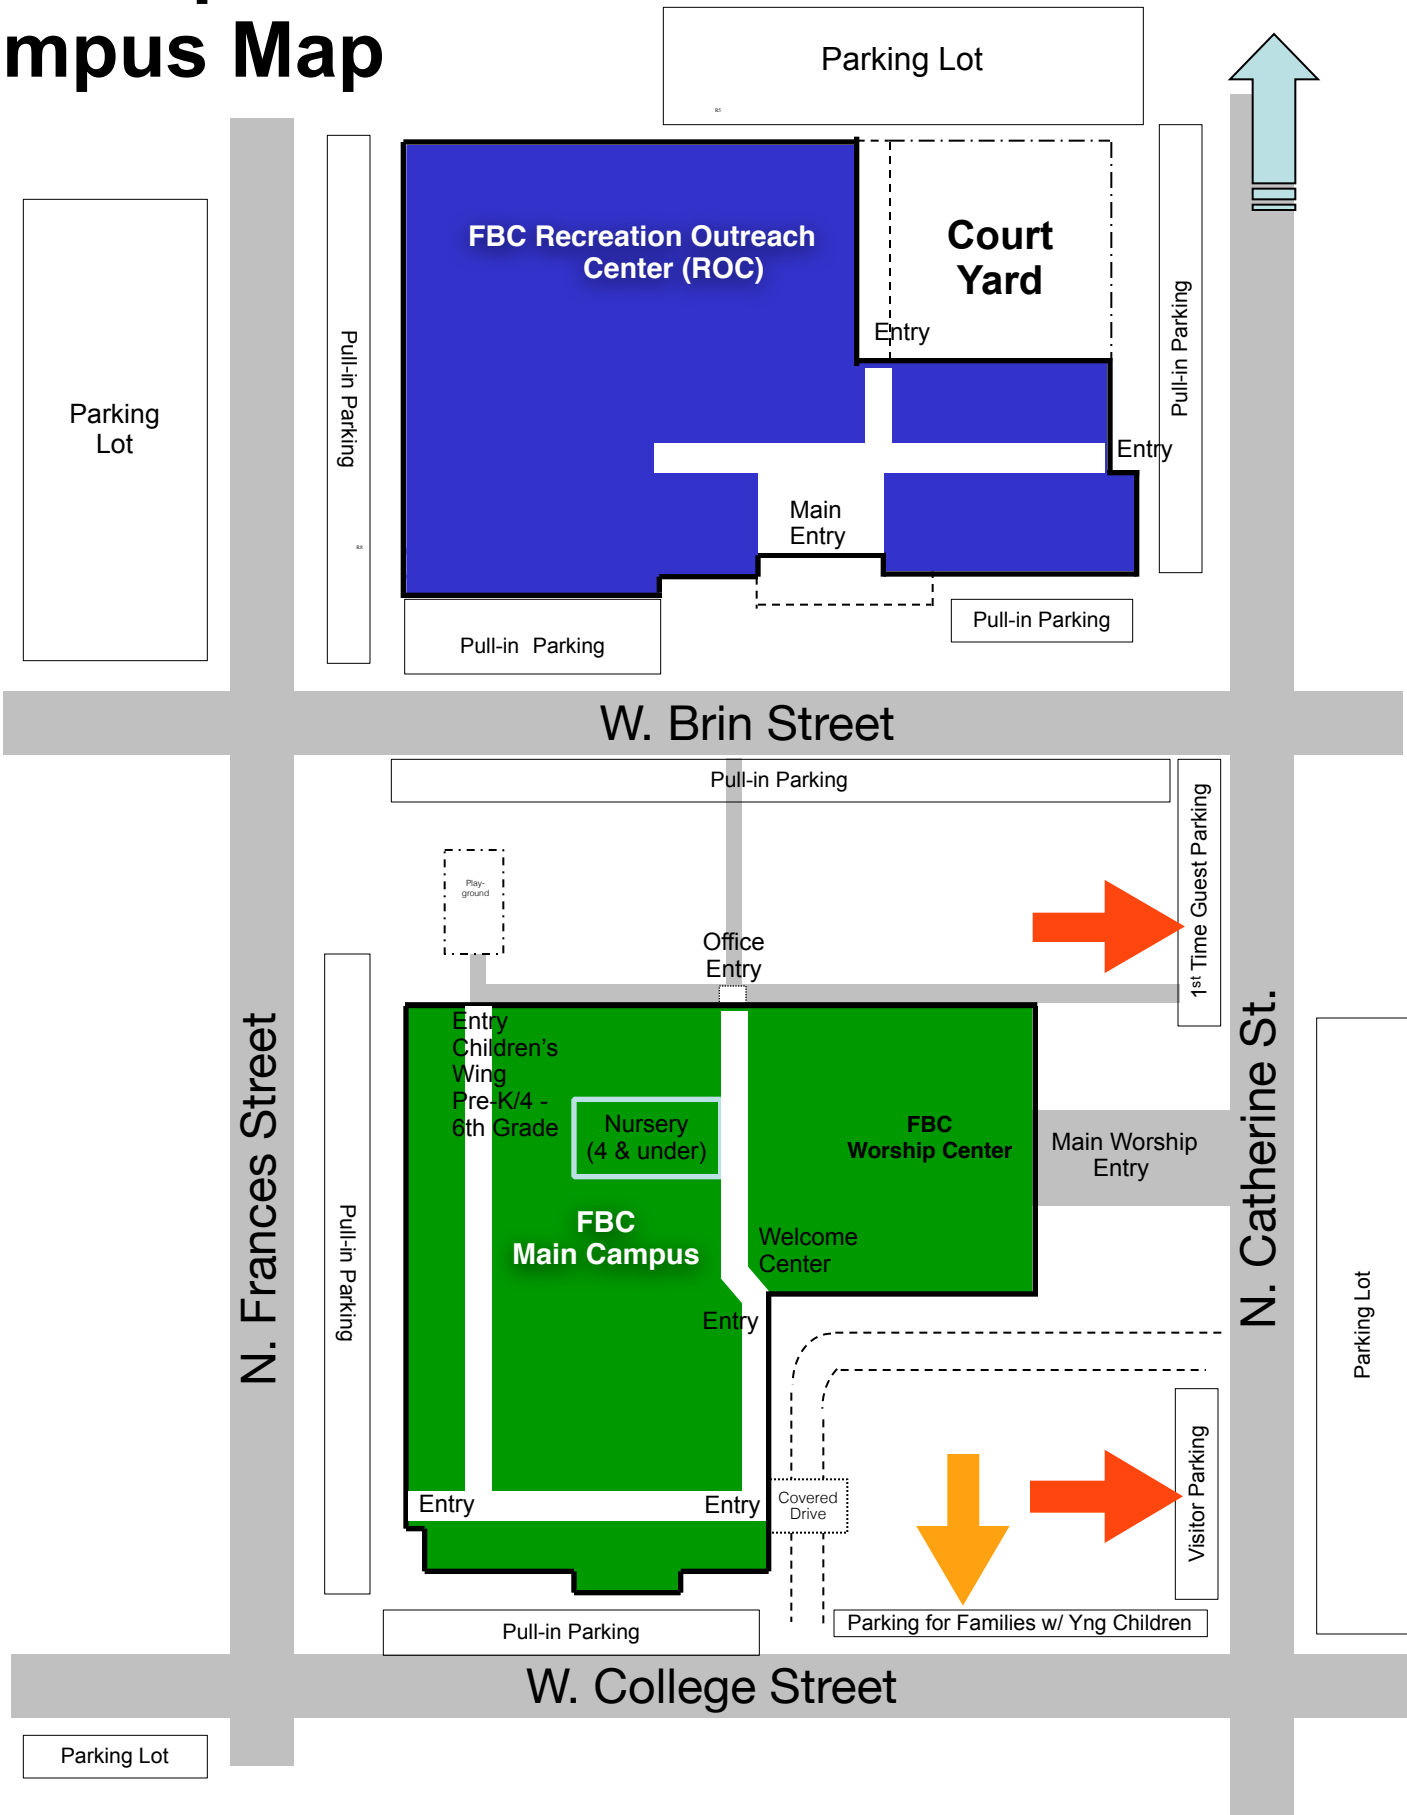 mpus Map
Parking Lot
FBC Recreation Outreach
Center (ROC)
Court
Yard
Entry
Pull-in Parking
Pull-in Parking
Parking
Lot
Entry
Main
Entry
Pull-in Parking
Pull-in Parking
W. Brin Street
Pull-in Parking
1st Time Guest Parking
Play-
ground
Office
Entry
Entry
Children's
Wing
Pre-K/4 -
6th Grade
Nursery
(4 & under)
FBC
Worship Center
Main Worship
Entry
N. Frances Street
N. Catherine St.
FBC
Main Campus
Welcome
Center
Entry
Pull-in Parking
Parking Lot
Entry
Entry
Covered
Drive
Visitor Parking
Pull-in Parking
Parking for Families w/ Yng Children
W. College Street
Parking Lot